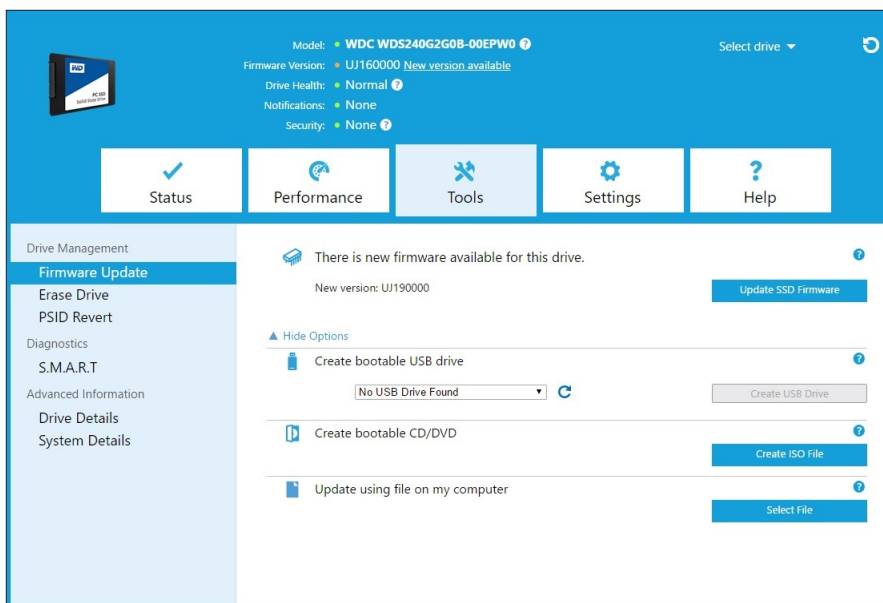 WD
PC SSD
Solid State Drive
Model: WDC WDS240G2G0B-00EPW0 ?
Select drive
Firmware Version: UJ160000 New version available
Drive Health: Normal ?
Notifications: None
Security: None ?
Status
Performance
Tools
Settings
Help
Drive Management
Firmware Update
Erase Drive
PSID Revert
Diagnostics
S.M.A.R.T
Advanced Information
Drive Details
System Details
There is new firmware available for this drive.
New version: UJ190000
Update SSD Firmware
Hide Options
Create bootable USB drive
No USB Drive Found
Create USB Drive
Create bootable CD/DVD
Create ISO File
Update using file on my computer
Select File